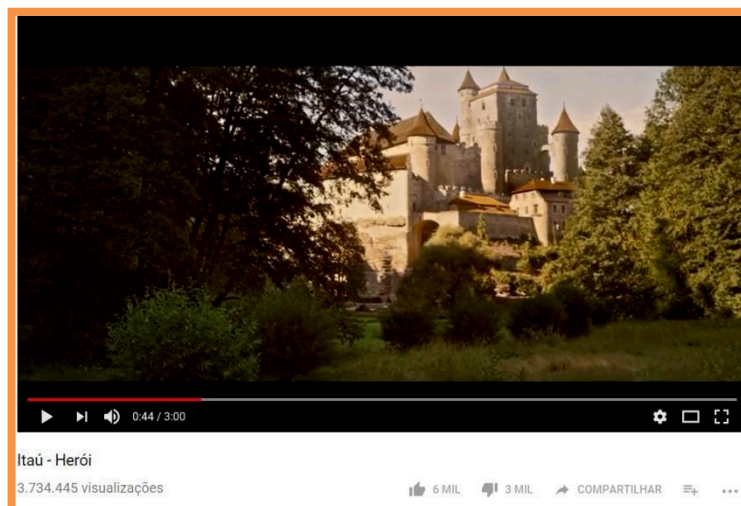 0:44 / 3:00
Itaú - Herói
3.734.445 visualizações
6 MIL
3 MIL
COMPARTILHAR